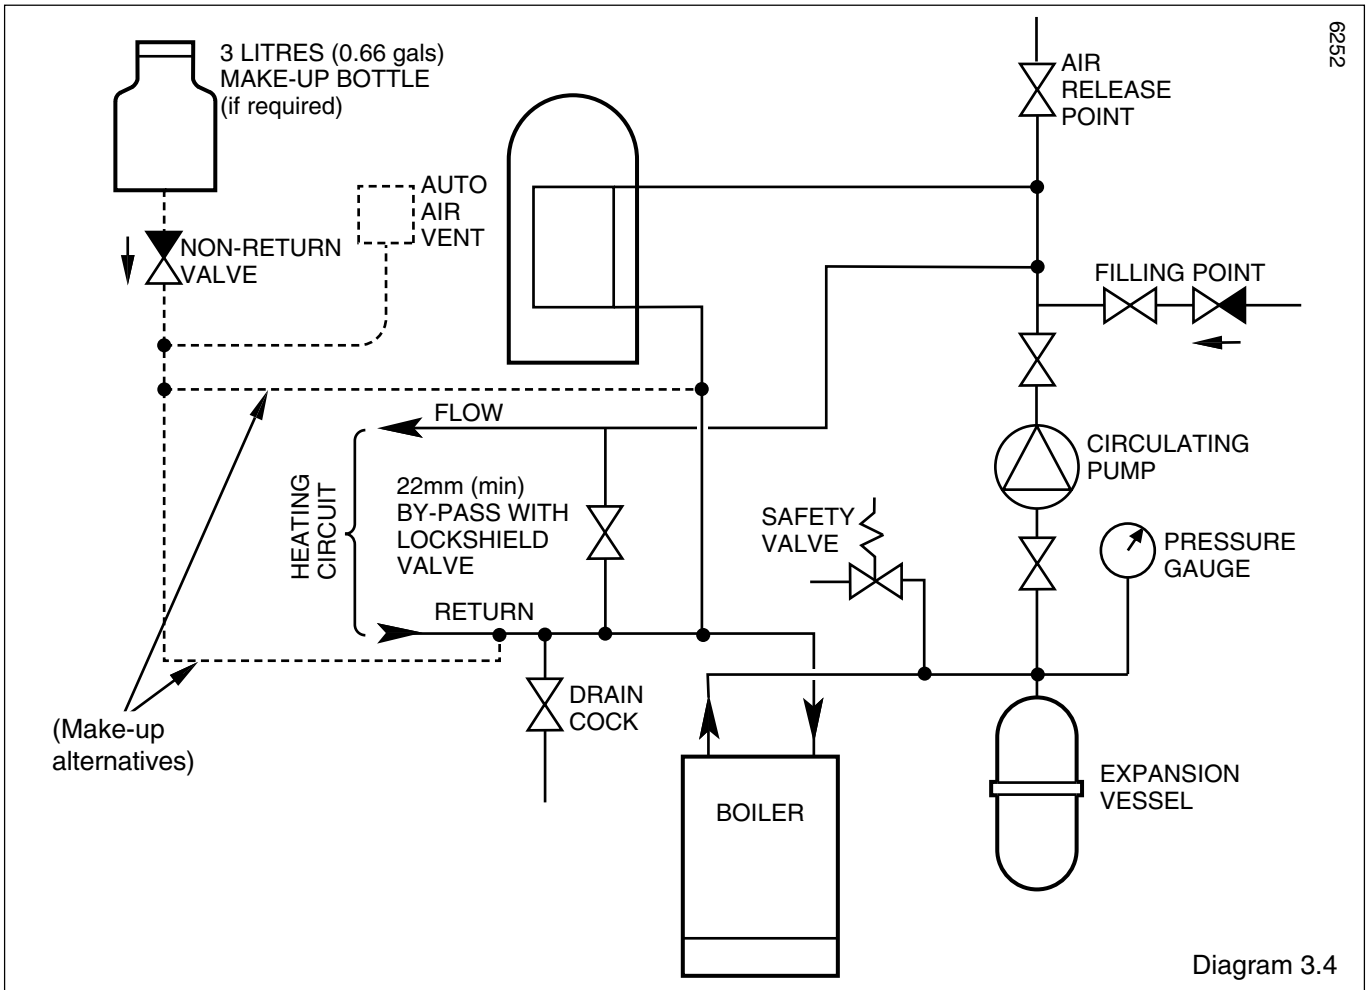 3 LITRES (0.66 gals)
MAKE-UP BOTTLE
(if required)
6252
AIR
RELEASE
POINT
AUTO
AIR
VENT
NON-RETURN
VALVE
FILLING POINT
FLOW
CIRCULATING
PUMP
HEATING
CIRCUIT
22mm (min)
BY-PASS WITH
LOCKSHIELD
VALVE
SAFETY
VALVE
PRESSURE
GAUGE
RETURN
DRAIN
COCK
(Make-up
alternatives)
BOILER
EXPANSION
VESSEL
Diagram 3.4